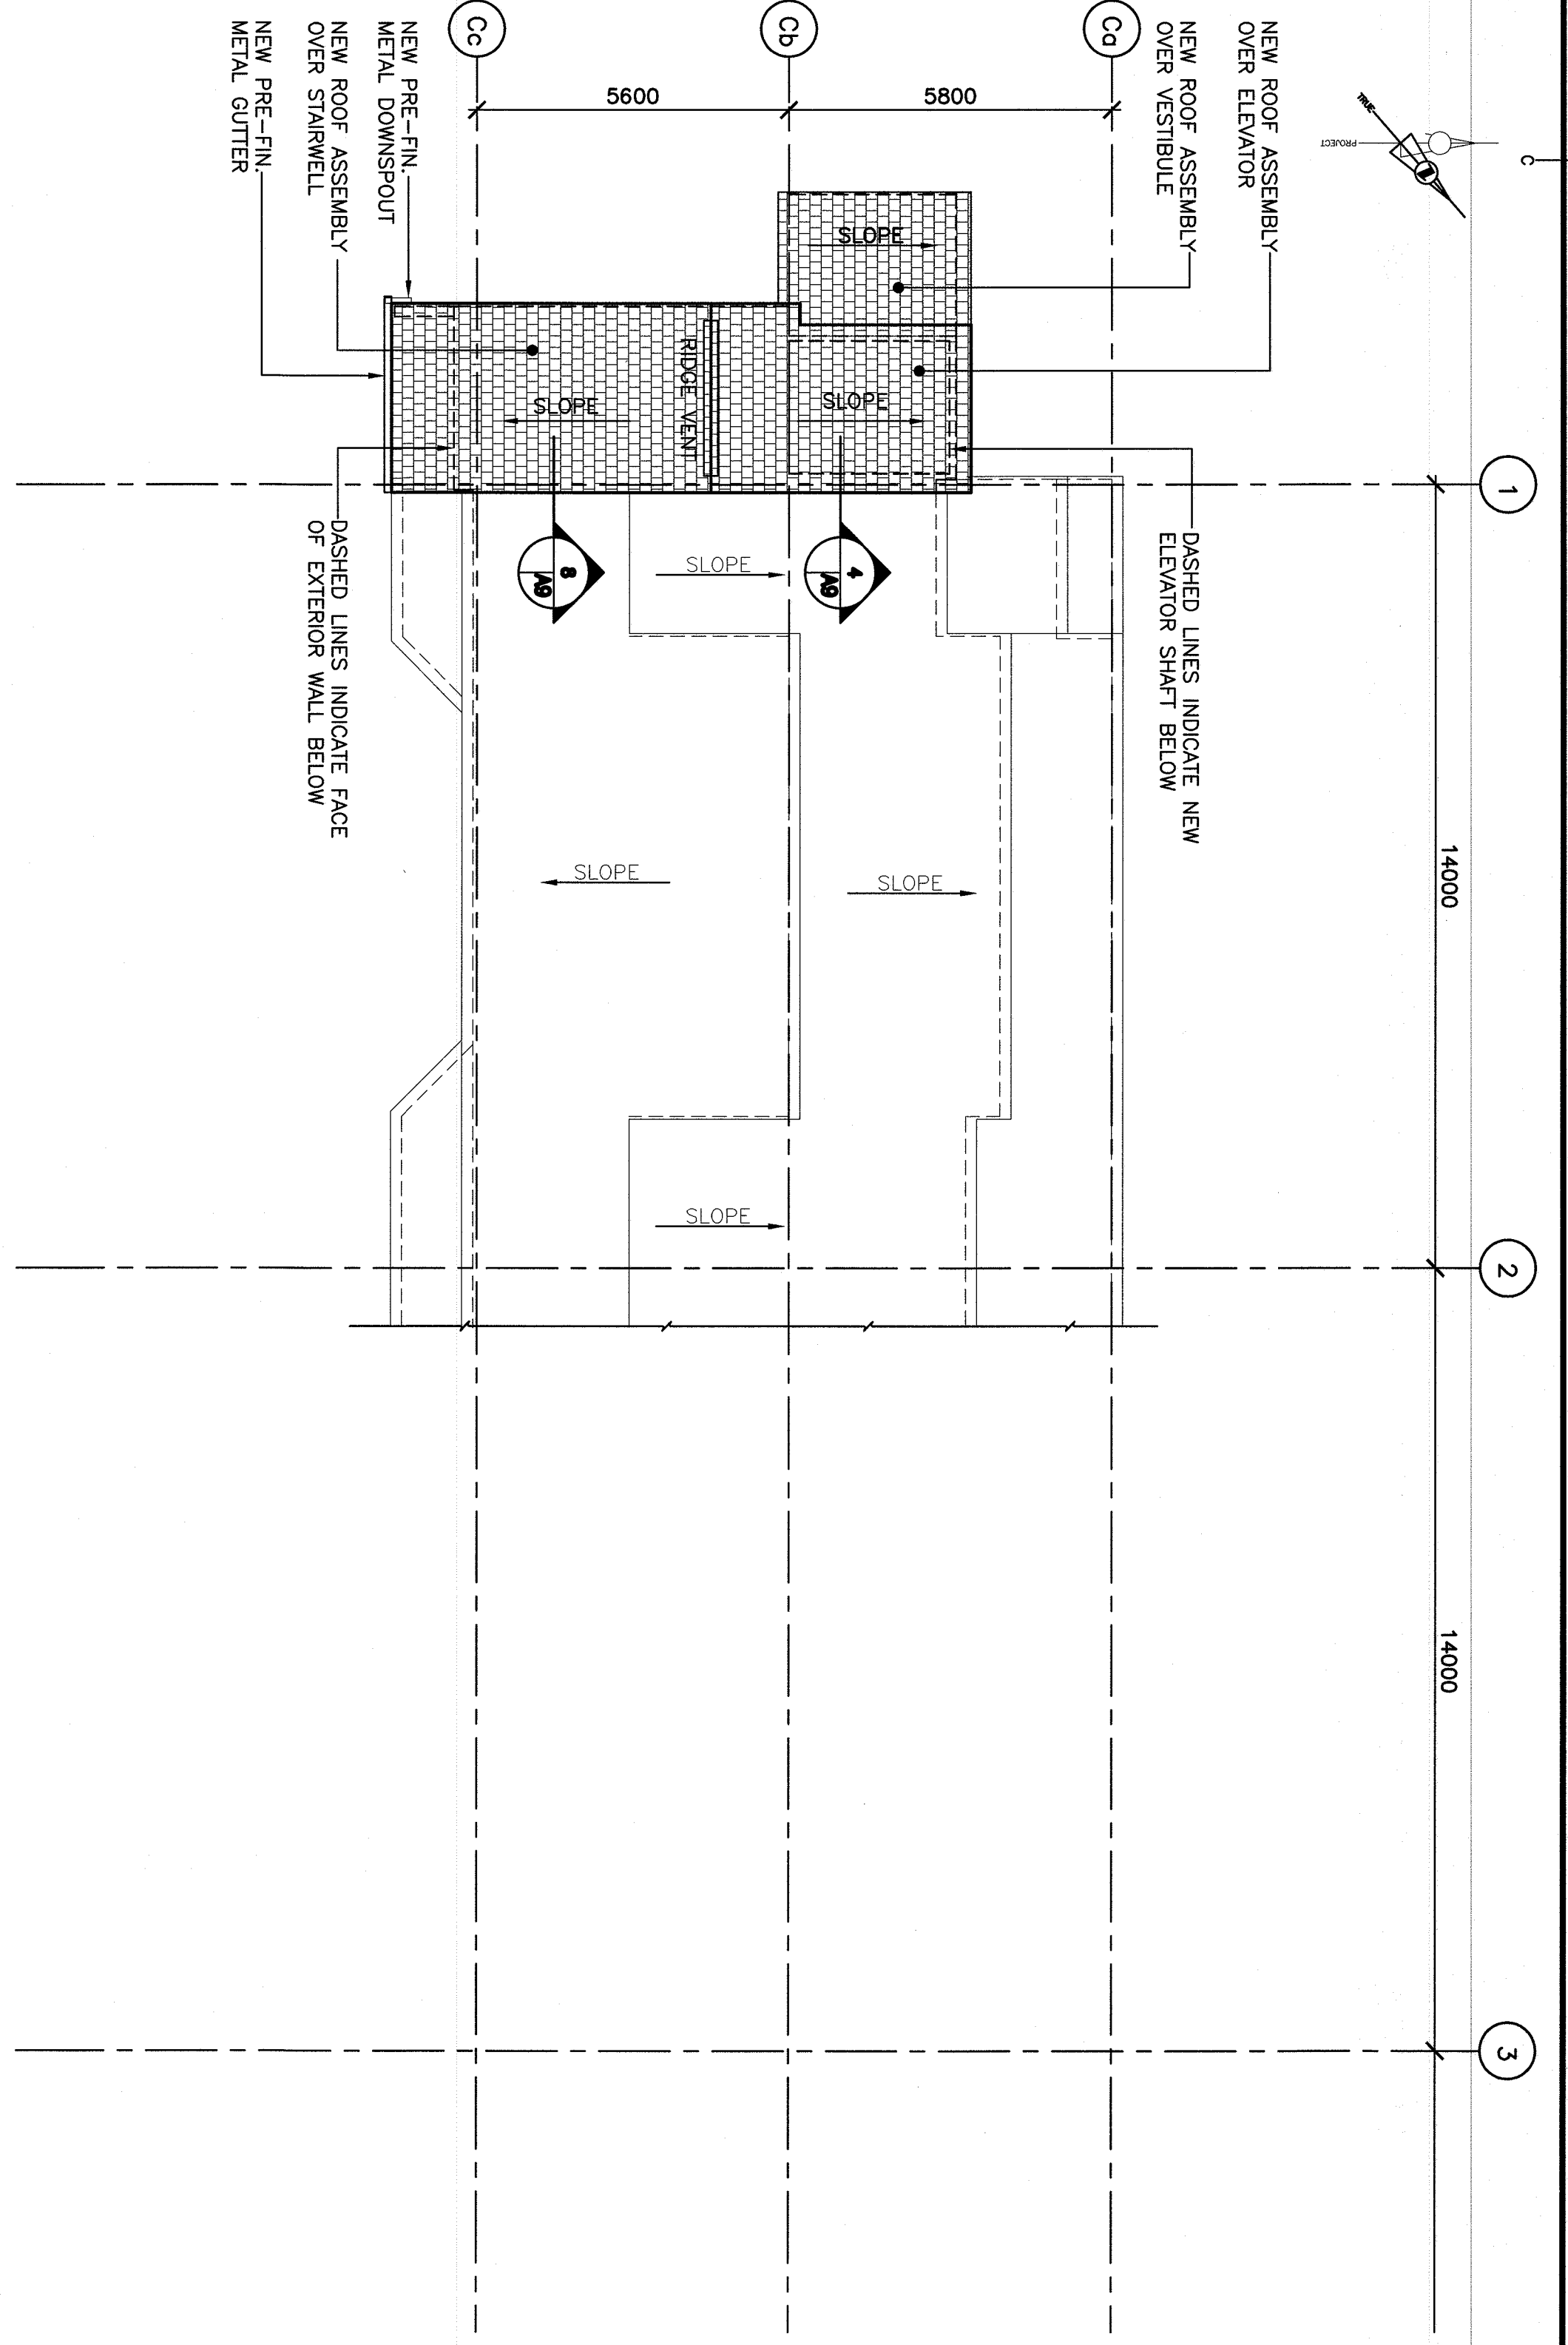 C
TRUE
PROJECT
NEW ROOF ASSEMBLY
OVER ELEVATOR
NEW ROOF ASSEMBLY
OVER VESTIBULE
Ca
Cb
Cc
5800
5600
NEW PRE-FIN.
METAL DOWNSPOUT
NEW ROOF ASSEMBLY
OVER STAIRWELL
NEW PRE-FIN.
METAL GUTTER
SLOPE
SLOPE
SLOPE
RIDGE VENT
1
DASHED LINES INDICATE NEW
ELEVATOR SHAFT BELOW
4
A9
8
A9
SLOPE
DASHED LINES INDICATE FACE
OF EXTERIOR WALL BELOW
14000
SLOPE
SLOPE
SLOPE
2
14000
3